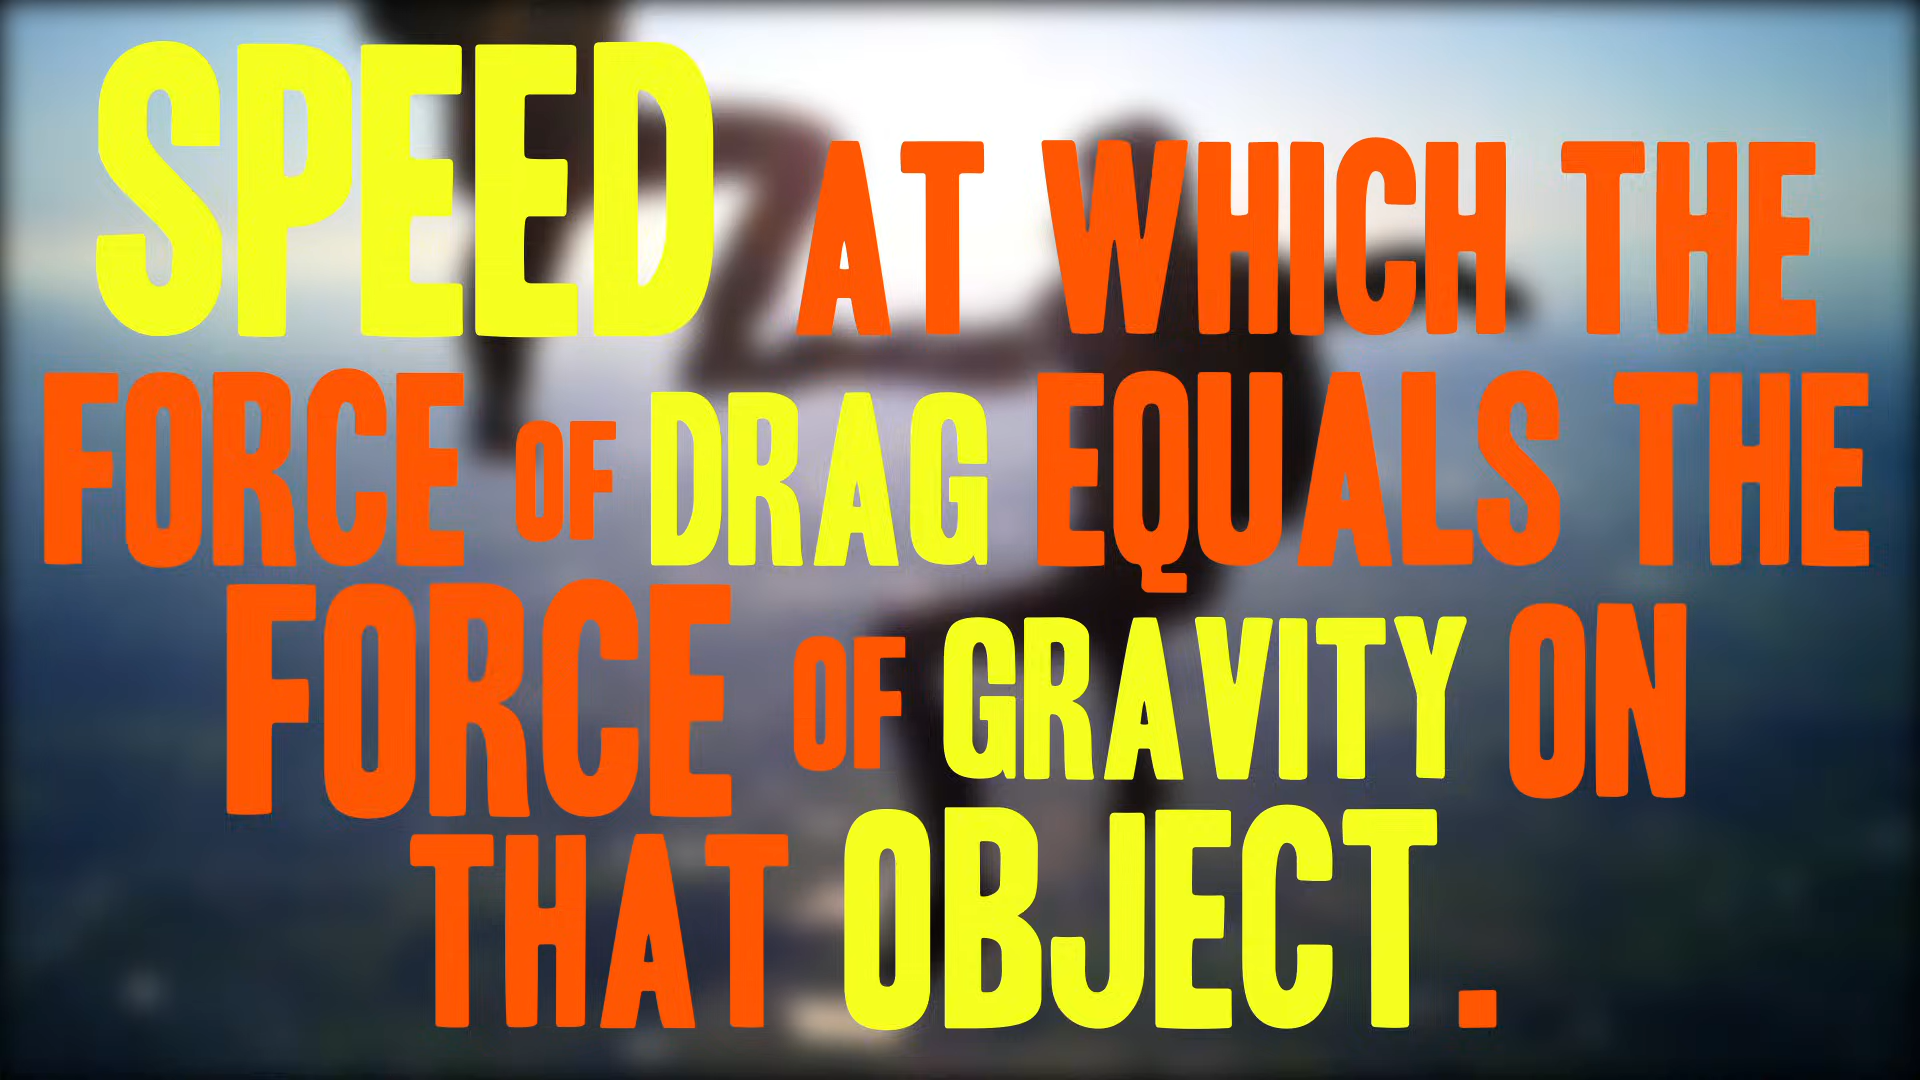 SPEED AT WHICH THE
FORCE OF DRAG EQUALS THE
FORCE OF GRAVITY ON
THAT OBJECT.